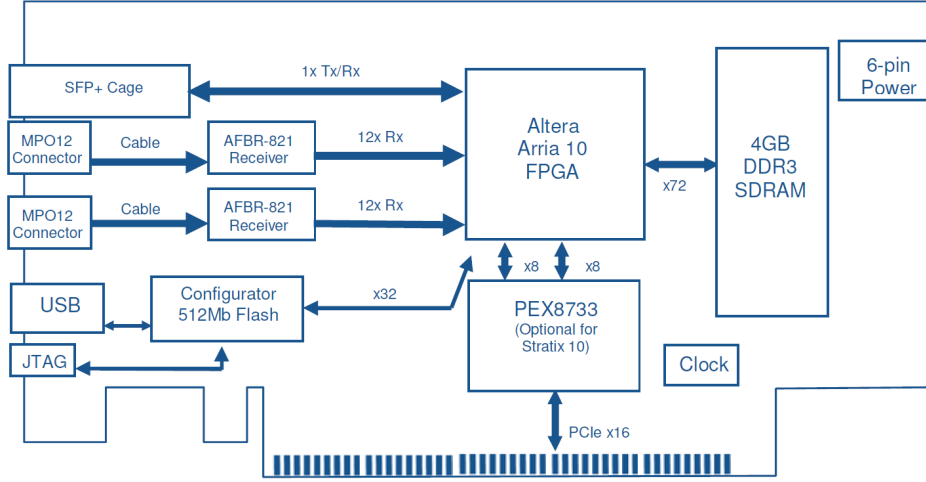 1x Tx/Rx
SFP+ Cage
6-pin
Power
MPO12
Connector
Cable
AFBR-821
Receiver
12x Rx
Altera
Arria 10
FPGA
4GB
DDR3
SDRAM
x72
MPO12
Connector
Cable
AFBR-821
Receiver
12x Rx
x8
x8
USB
Configurator
512Mb Flash
x32
PEX8733
(Optional for
Stratix 10)
JTAG
Clock
PCIe x16